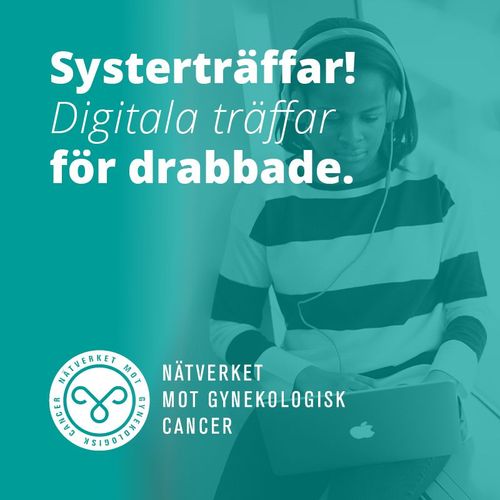 Systerträffar!
Digitala träffar
för drabbade.
NÄTVERKET MOT GYNEKOLOGISK CANCER
NÄTVERKET
MOT GYNEKOLOGISK
CANCER